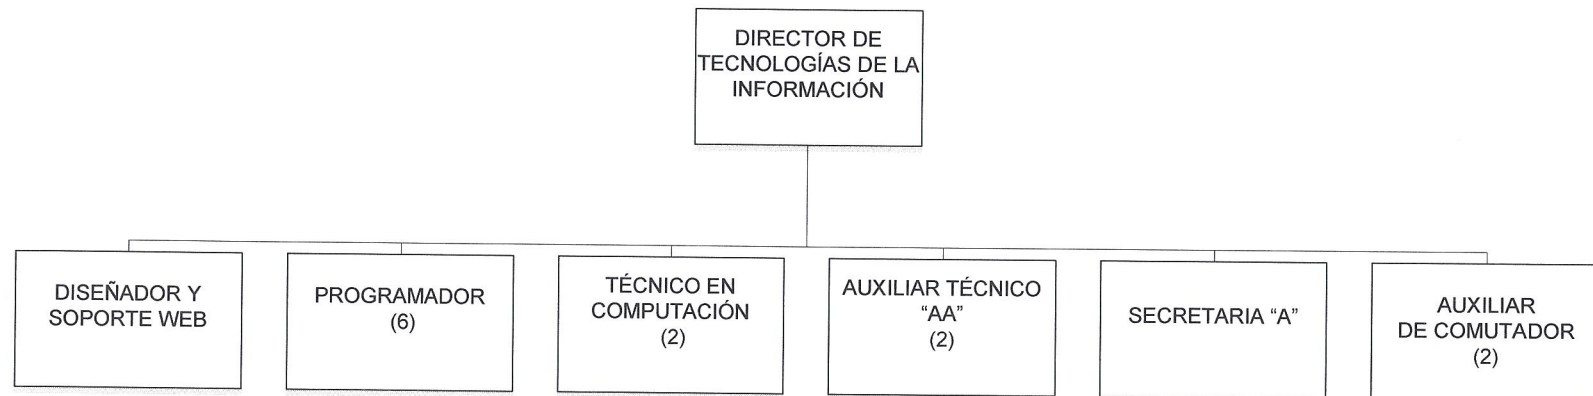 DIRECTOR DE
TECNOLOGÍAS DE LA
INFORMACIÓN
DISEÑADOR Y
SOPORTE WEB
PROGRAMADOR
(6)
TÉCNICO EN
COMPUTACIÓN
(2)
AUXILIAR TÉCNICO
“AA”
(2)
SECRETARIA “A”
AUXILIAR
DE COMUTADOR
(2)